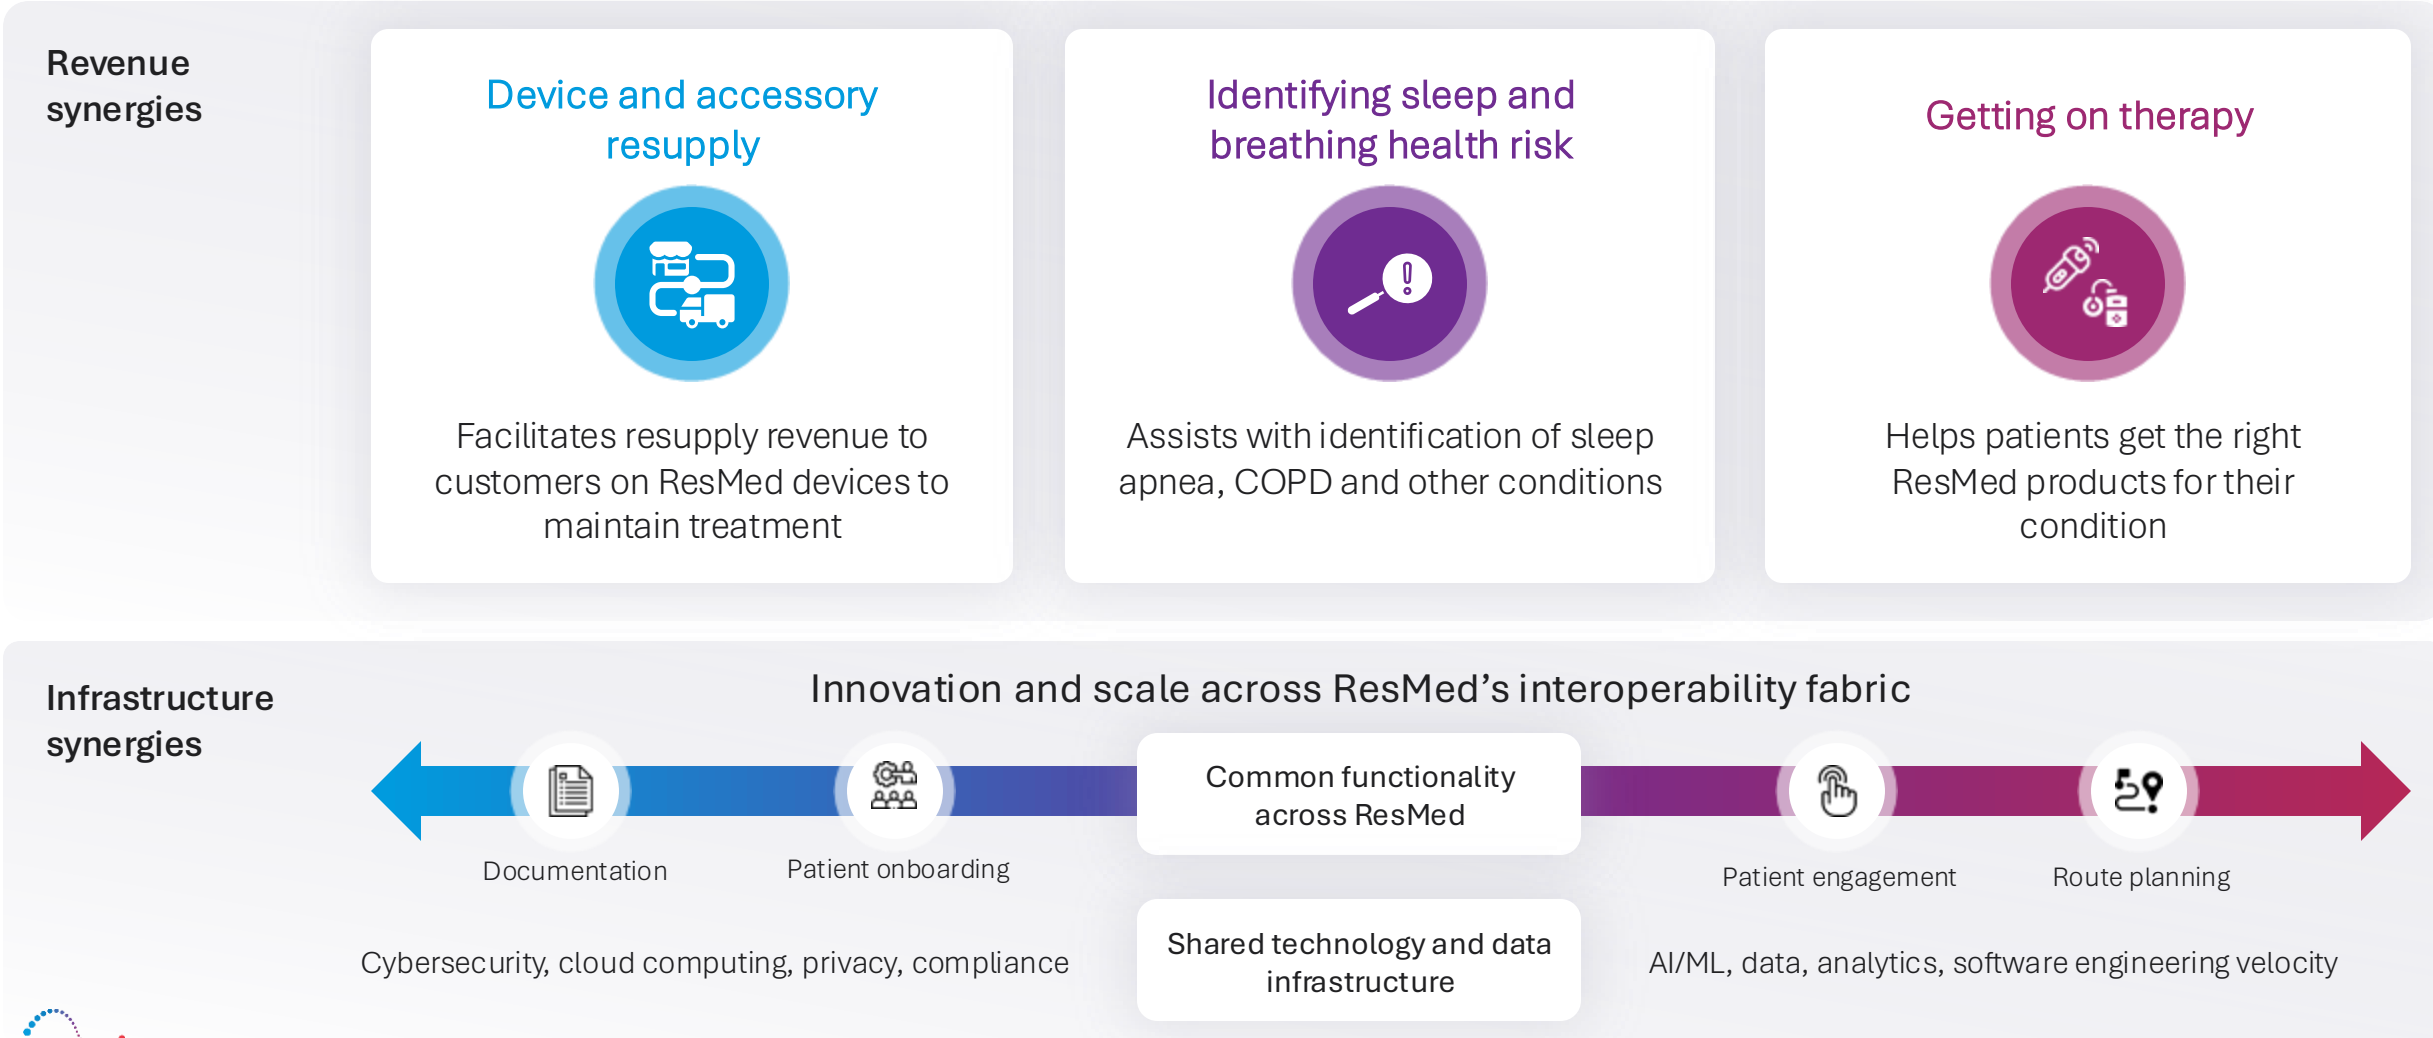 Revenue
synergies
Device and accessory
resupply
Facilitates resupply revenue to
customers on ResMed devices to
maintain treatment
Identifying sleep and
breathing health risk
Assists with identification of sleep
apnea, COPD and other conditions
Getting on therapy
Helps patients get the right
ResMed products for their
condition
Infrastructure
synergies
Innovation and scale across ResMed’s interoperability fabric
Documentation
Patient onboarding
Common functionality
across ResMed
Patient engagement
Route planning
Cybersecurity, cloud computing, privacy, compliance
Shared technology and data
infrastructure
AI/ML, data, analytics, software engineering velocity